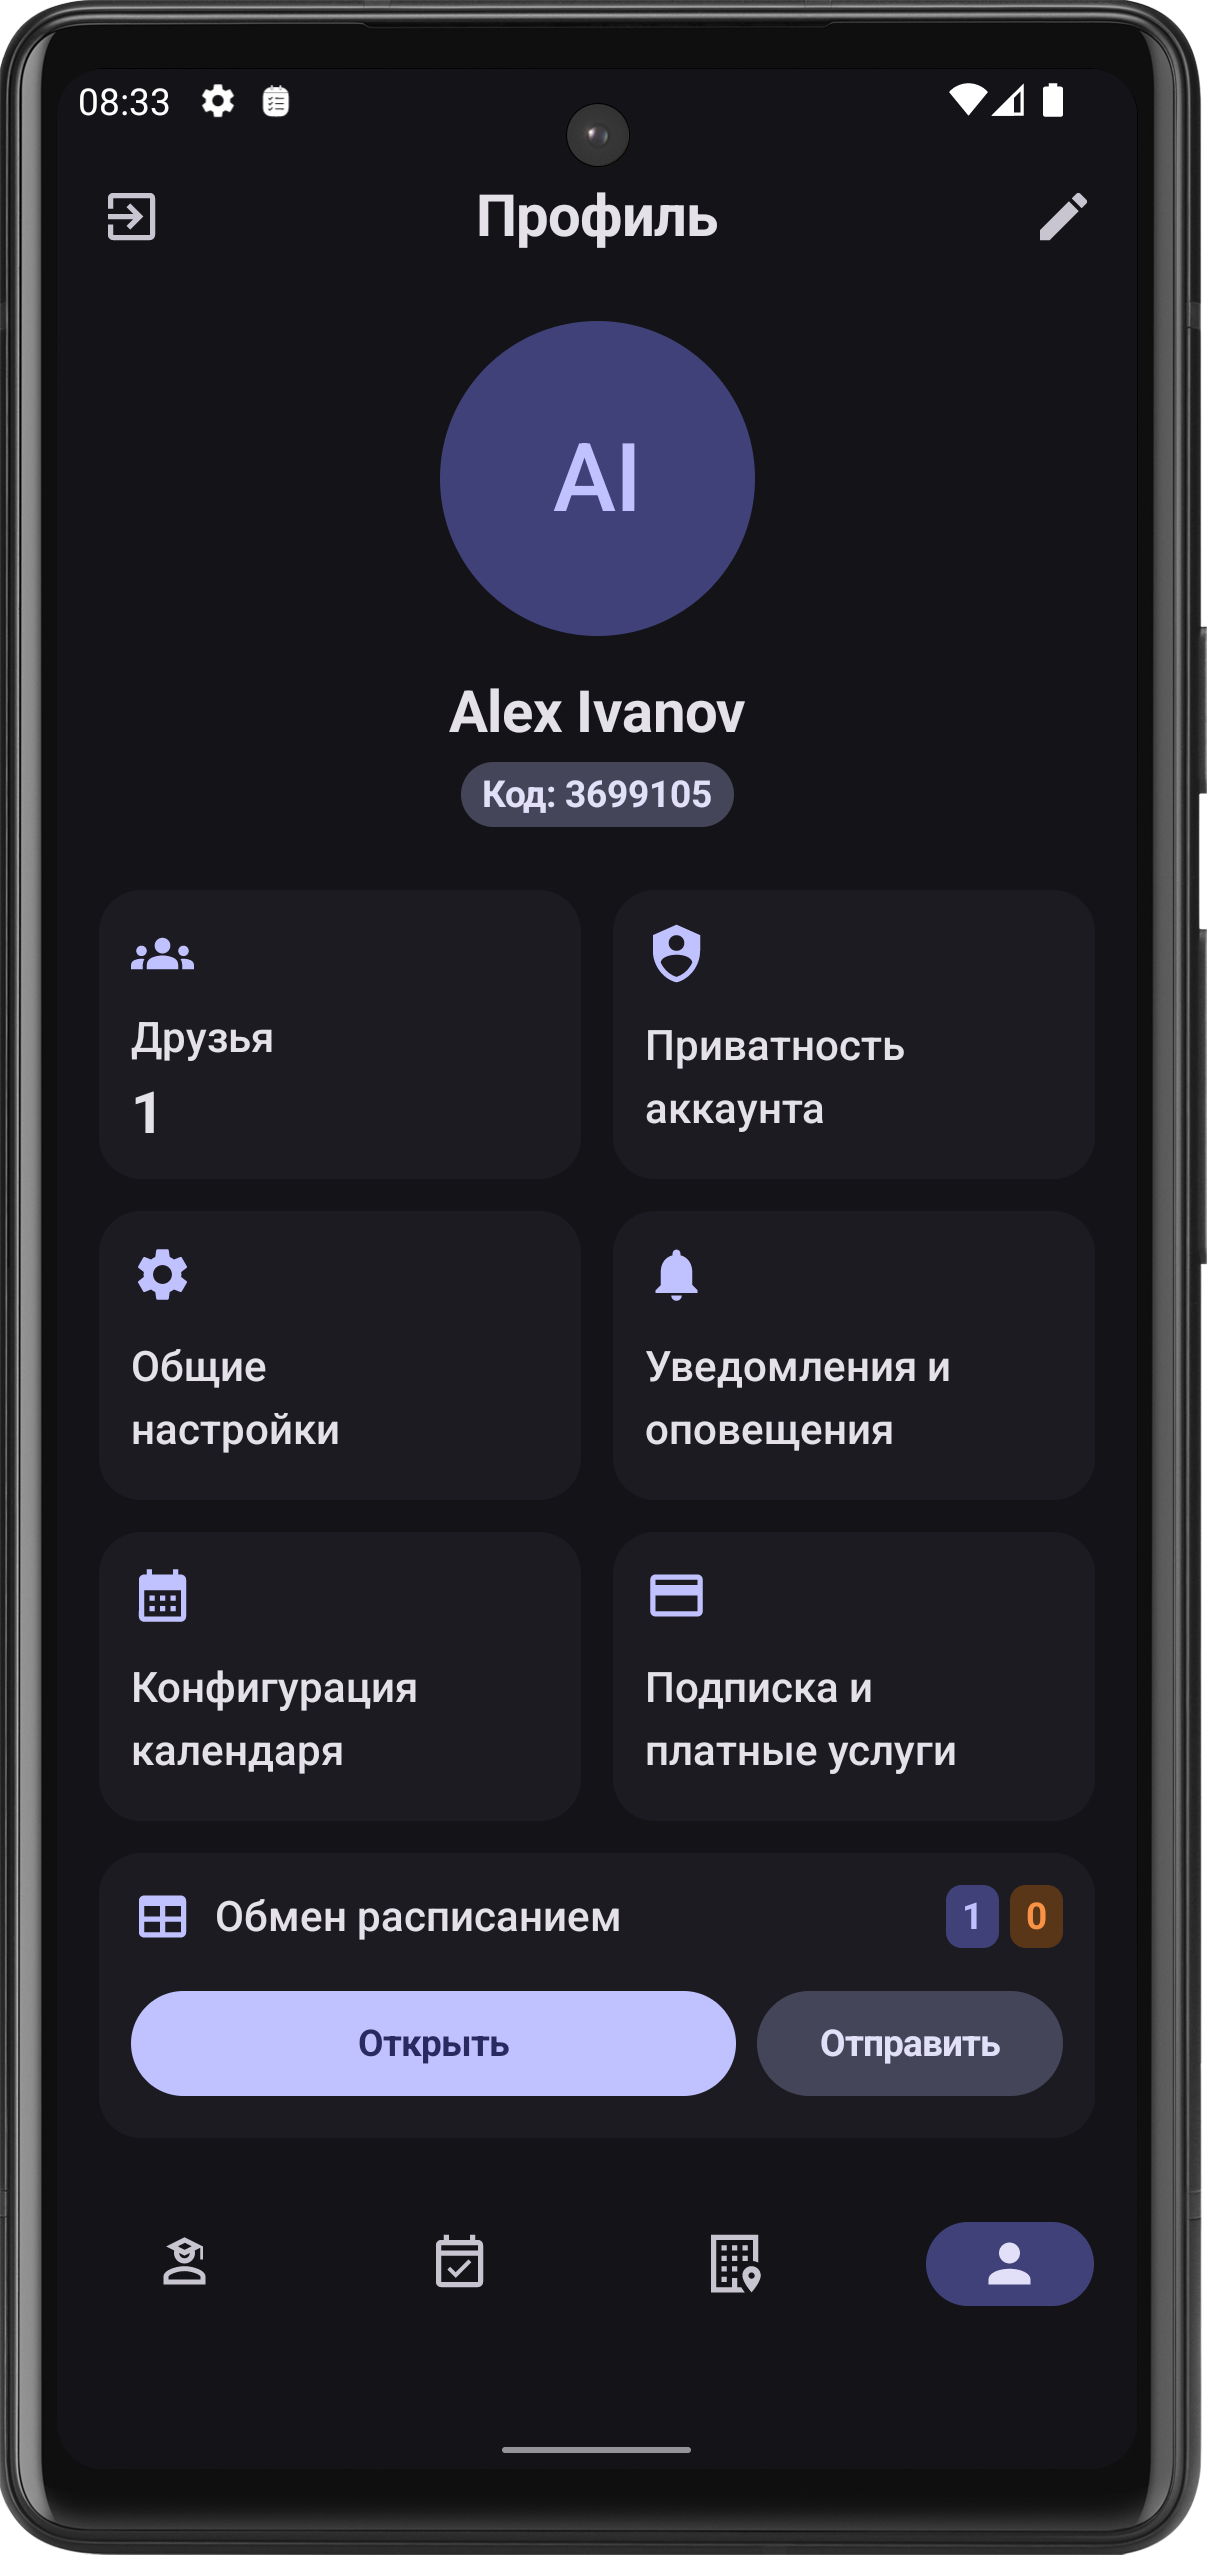 08:33
Профиль
AI
Alex Ivanov
Код: 3699105
Друзья
1
Приватность
аккаунта
Общие
настройки
Уведомления и
оповещения
Конфигурация
календаря
Подписка и
платные услуги
Обмен расписанием
1 0
Открыть
Отправить